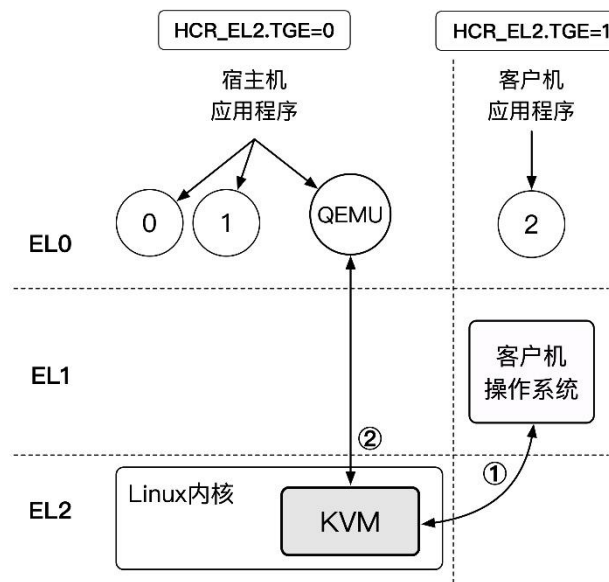 HCR_EL2.TGE=0
HCR_EL2.TGE=1
宿主机
应用程序
客户机
应用程序
0
1
QEMU
2
EL0
EL1
客户机
操作系统
②
①
EL2
Linux内核
KVM